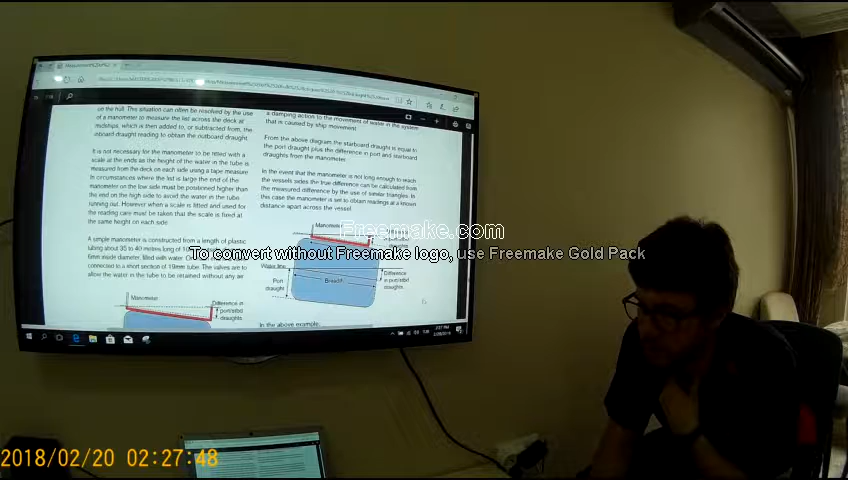 on the hull. This situation can often be resolved by the use
of a manometer to measure the list across the deck at
midships, which is then added to, or subtracted from, the
inboard draught reading to obtain the outboard draught.
It is not necessary for the manometer to be fitted with a
scale at the ends as the height of the water in the tube is
measured from the deck on each side using a tape measure
In circumstances where the list is large the end of the
manometer on the low side must be positioned higher than
the end on the high side to avoid the water in the tube
running out. However when a scale is fitted and used for
the reading care must be taken that the scale is fixed at
the same height on each side.
A simple manometer is constructed from a length of plastic
tubing about 35 to 40 metres long of
6mm inside diameter, filled with water.
connected to a short section of 19mm tube. The valves are to
allow the water in the tube to be retained without any air
Manometer
Difference in
port/mbd
draughts
a damping action to the movement of water in the system
that is caused by ship movement.
From the above diagram, the starboard draught is equal to
the port draught plus the difference in port and starboard
draughts from the manometer.
In the event that the manometer is not long enough to reach
the vessels sides the true difference can be calculated from
the measured difference by the use of similar triangles. In
this case the manometer is set to obtain readings at a known
distance apart across the vessel.
Manometer
Water line
Port
draught
Breadth
Difference
in port/mbd
draughts
In the above example,
Freemake.com
To convert without Freemake logo, use Freemake Gold Pack
2018/02/20 02:27:48